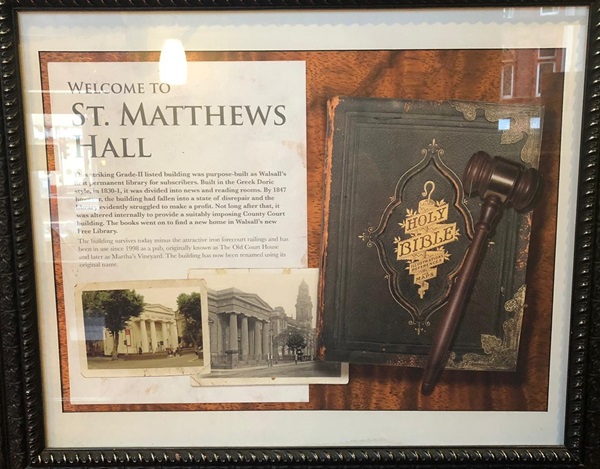 WELCOME TO
ST. MATTHEWS
HALL
striking Grade-II listed building was purpose-built as Walsall's
permanent library for subscribers. Built in the Greek Doric
style, in 1830-1, it was divided into news and reading rooms. By 1847
the building had fallen into a state of disrepair and the
evidently struggled to make a profit. Not long after that, it
was altered internally to provide a suitably imposing County Court
building. The books went on to find a new home in Walsall's new
Free Library.
The building survives today minus the attractive iron forecourt railings and has
been in use since 1998 as a pub, originally known as The Old Court House
and later as Martha's Vineyard. The building has now been renamed using its
original name.
HOLY
BIBLE